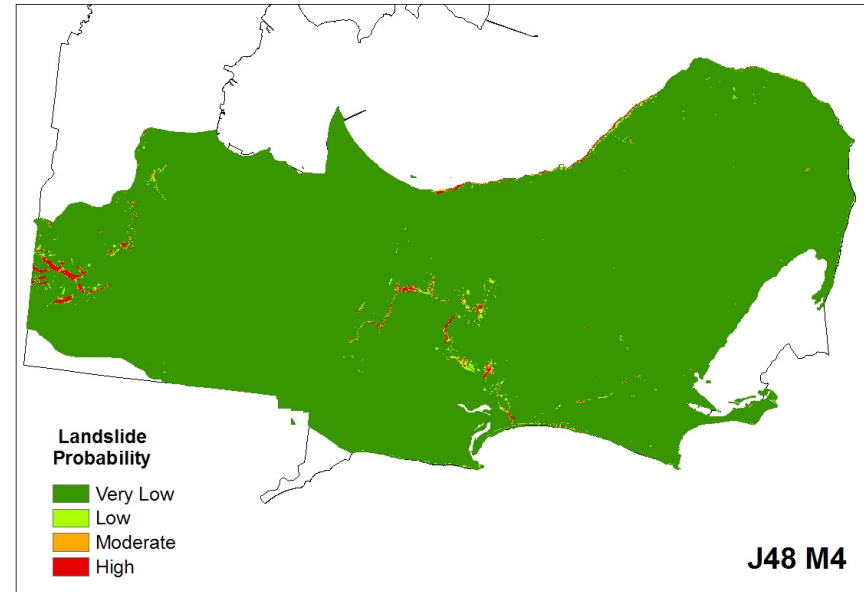 Landslide
Probability
Very Low
Low
Moderate
High
J48 M4